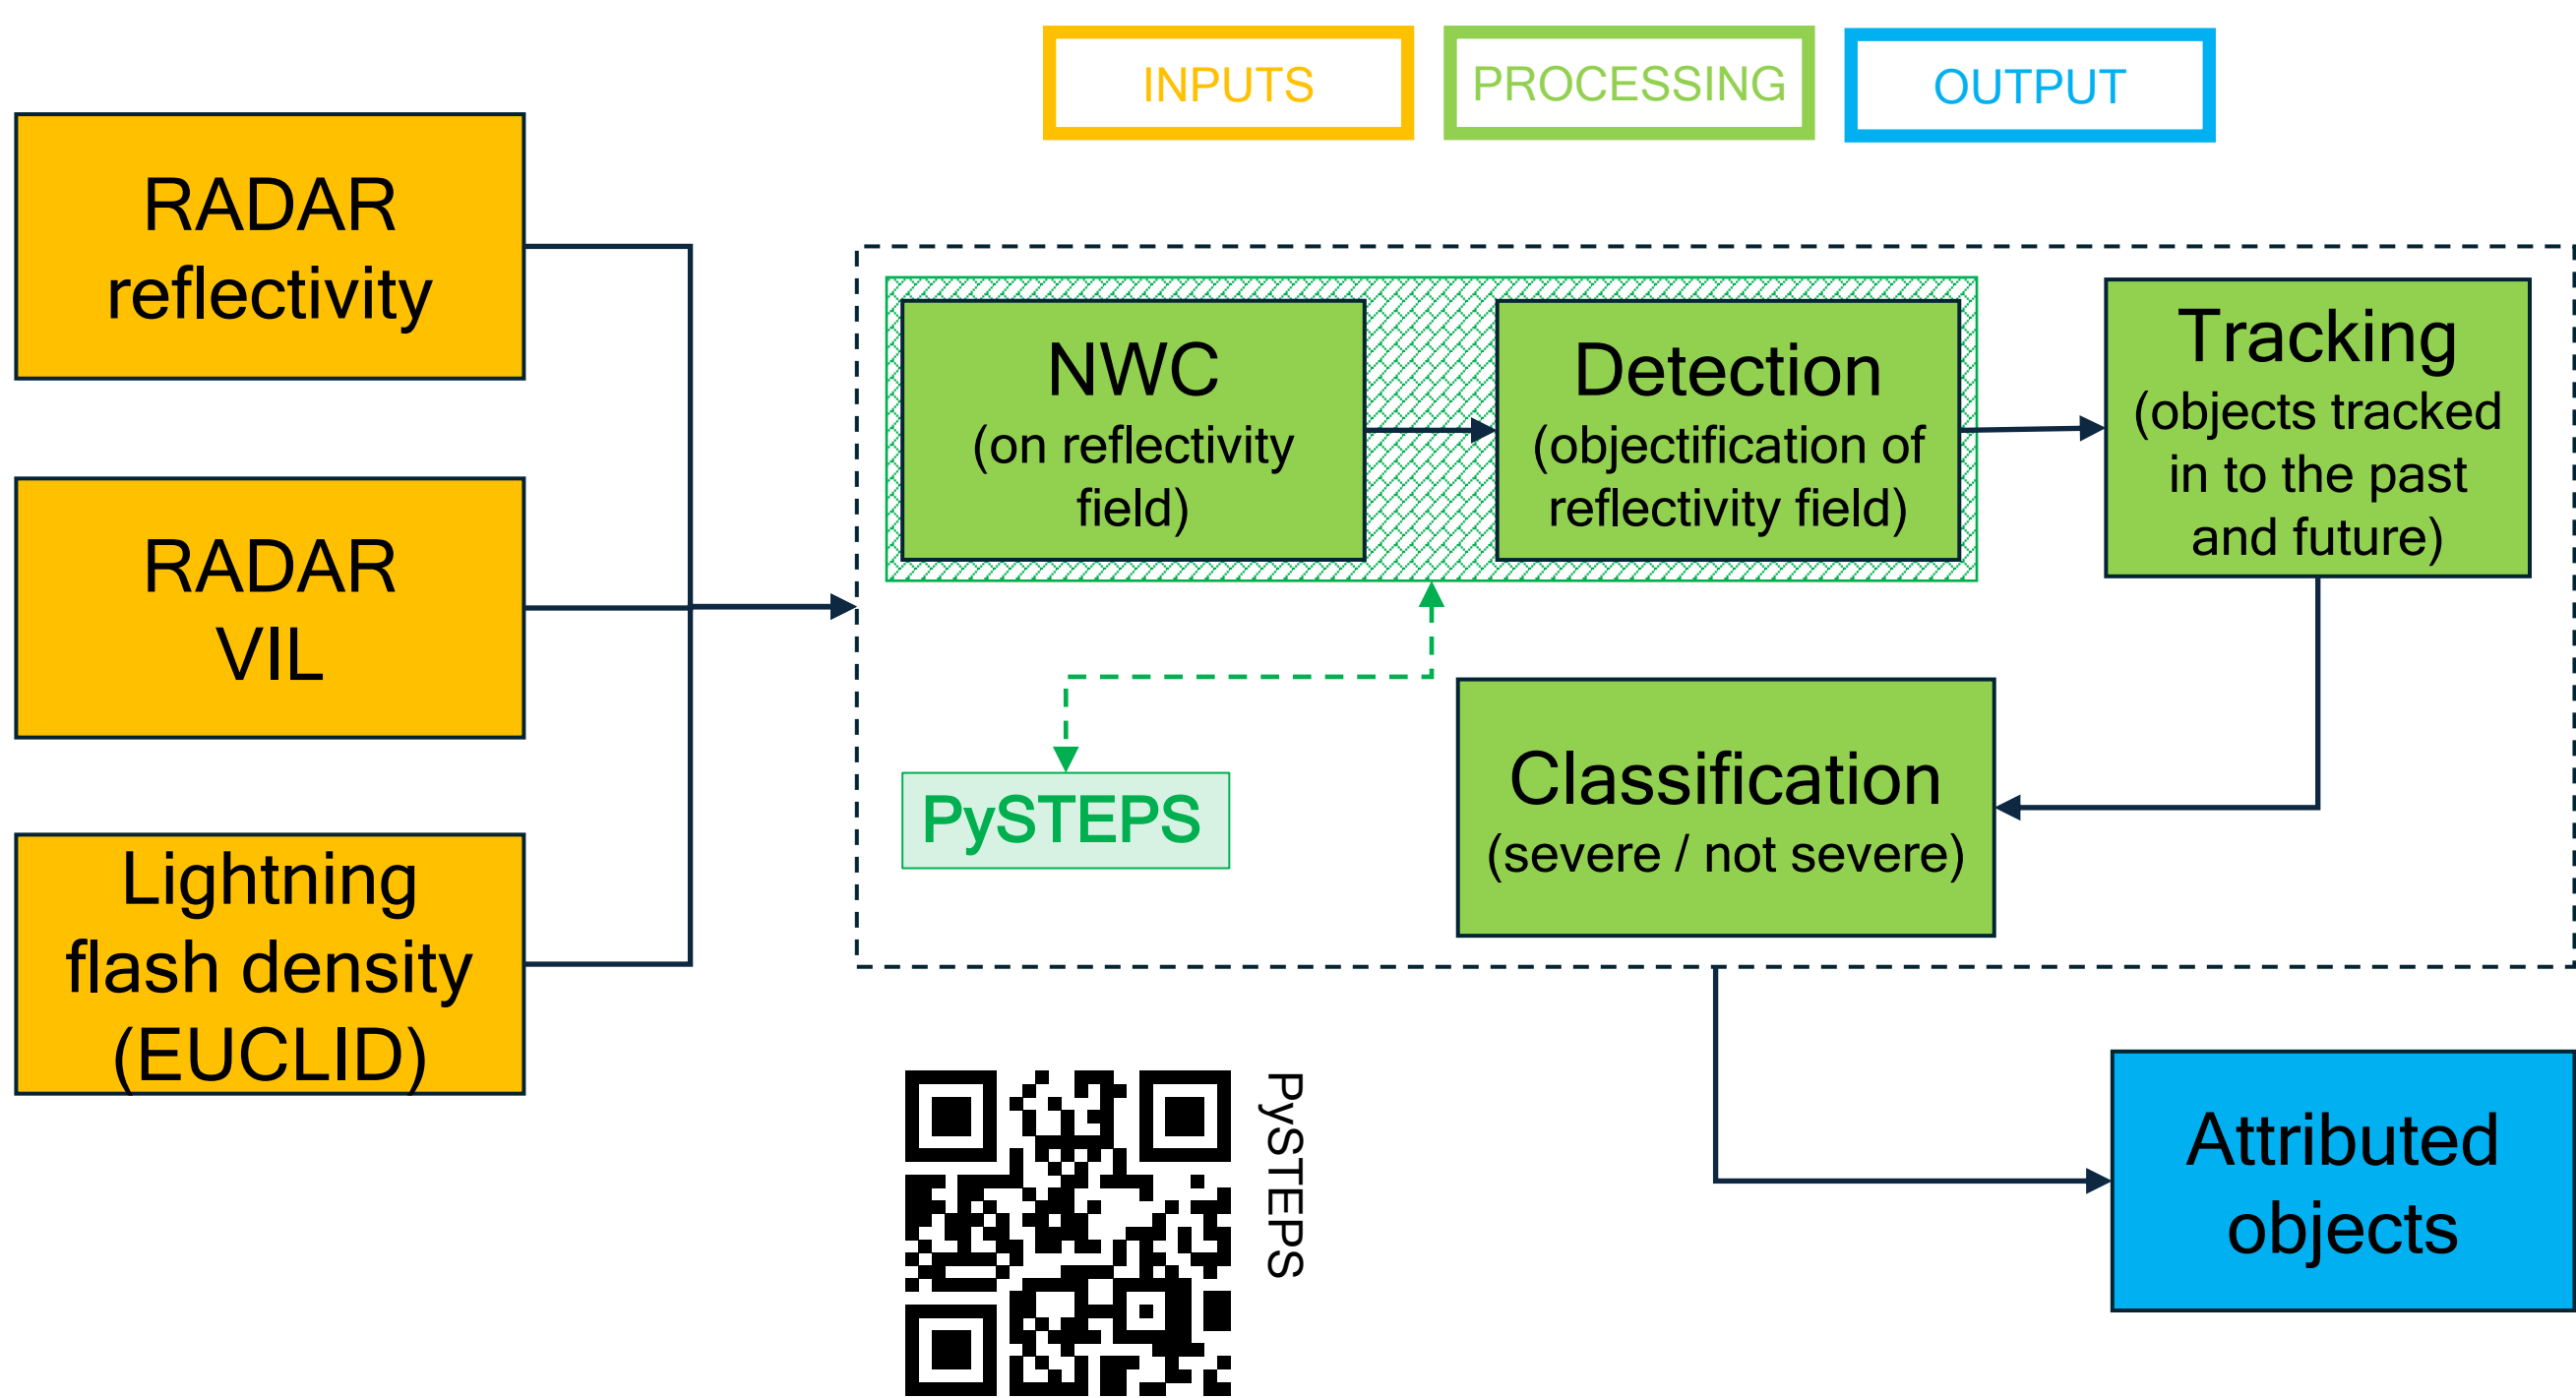 INPUTS
PROCESSING
OUTPUT
RADAR
reflectivity
RADAR
VIL
Lightning
flash density
(EUCLID)
NWC
(on reflectivity
field)
Detection
(objectification of
reflectivity field)
Tracking
(objects tracked
in to the past
and future)
PySTEPS
Classification
(severe / not severe)
PySTEPS
Attributed
objects